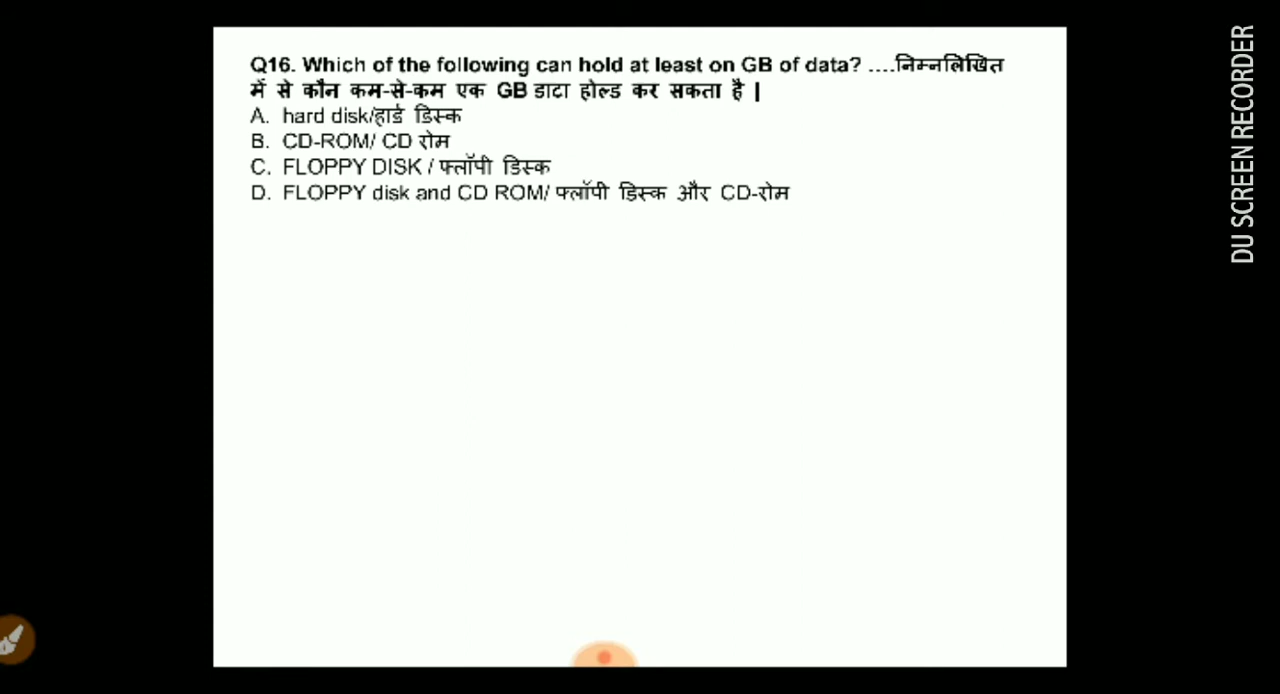 Q16. Which of the following can hold at least on GB of data? ....निम्नलिखित
में से कौन कम-से-कम एक GB डाटा होल्ड कर सकता है |
A. hard disk/हार्ड डिस्क
B. CD-ROM/ CD रोम
C. FLOPPY DISK / फ्लॉपी डिस्क
D. FLOPPY disk and CD ROM/ फ्लॉपी डिस्क और CD-रोम
DU SCREEN RECORDER